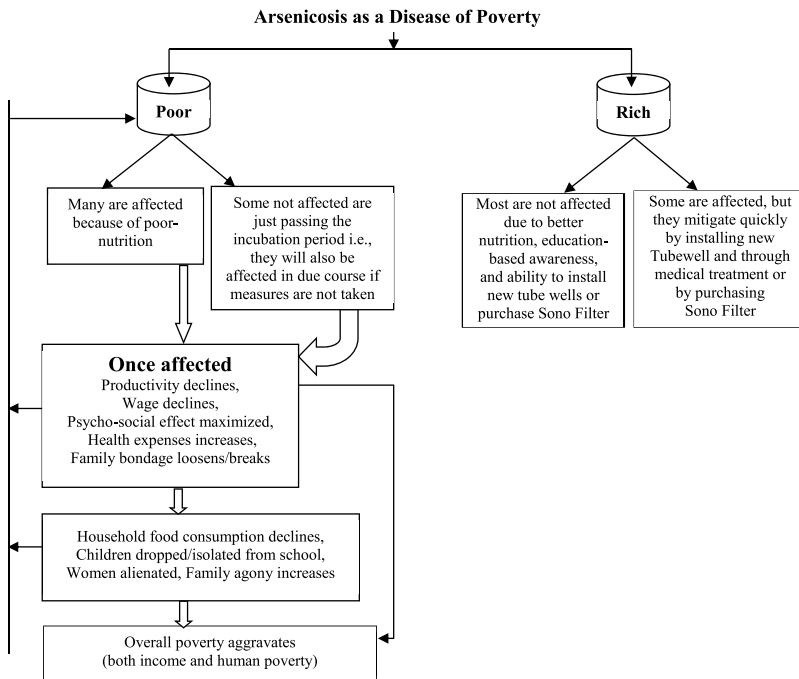 Arsenicosis as a Disease of Poverty
Poor
Rich
Many are affected
because of poor-
nutrition
Some not affected are
just passing the
incubation period i.e.,
they will also be
affected in due course if
measures are not taken
Most are not affected
due to better
nutrition, education-
based awareness,
and ability to install
new tube wells or
purchase Sono Filter
Some are affected, but
they mitigate quickly
by installing new
Tubewell and through
medical treatment or
by purchasing
Sono Filter
Once affected
Productivity declines,
Wage declines,
Psycho-social effect maximized,
Health expenses increases,
Family bondage loosens/breaks
Household food consumption declines,
Children dropped/isolated from school,
Women alienated, Family agony increases
Overall poverty aggravates
(both income and human poverty)